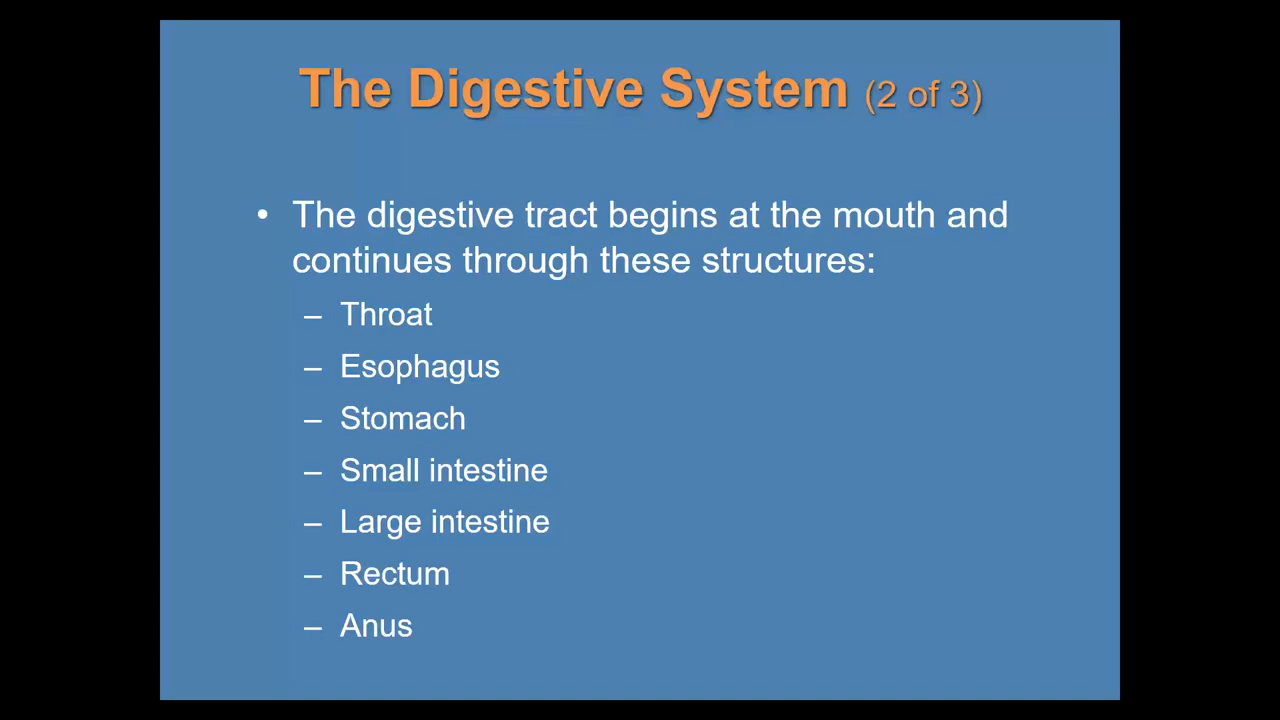 The Digestive System (2 of 3)
• The digestive tract begins at the mouth and
continues through these structures:
– Throat
– Esophagus
– Stomach
– Small intestine
– Large intestine
– Rectum
– Anus